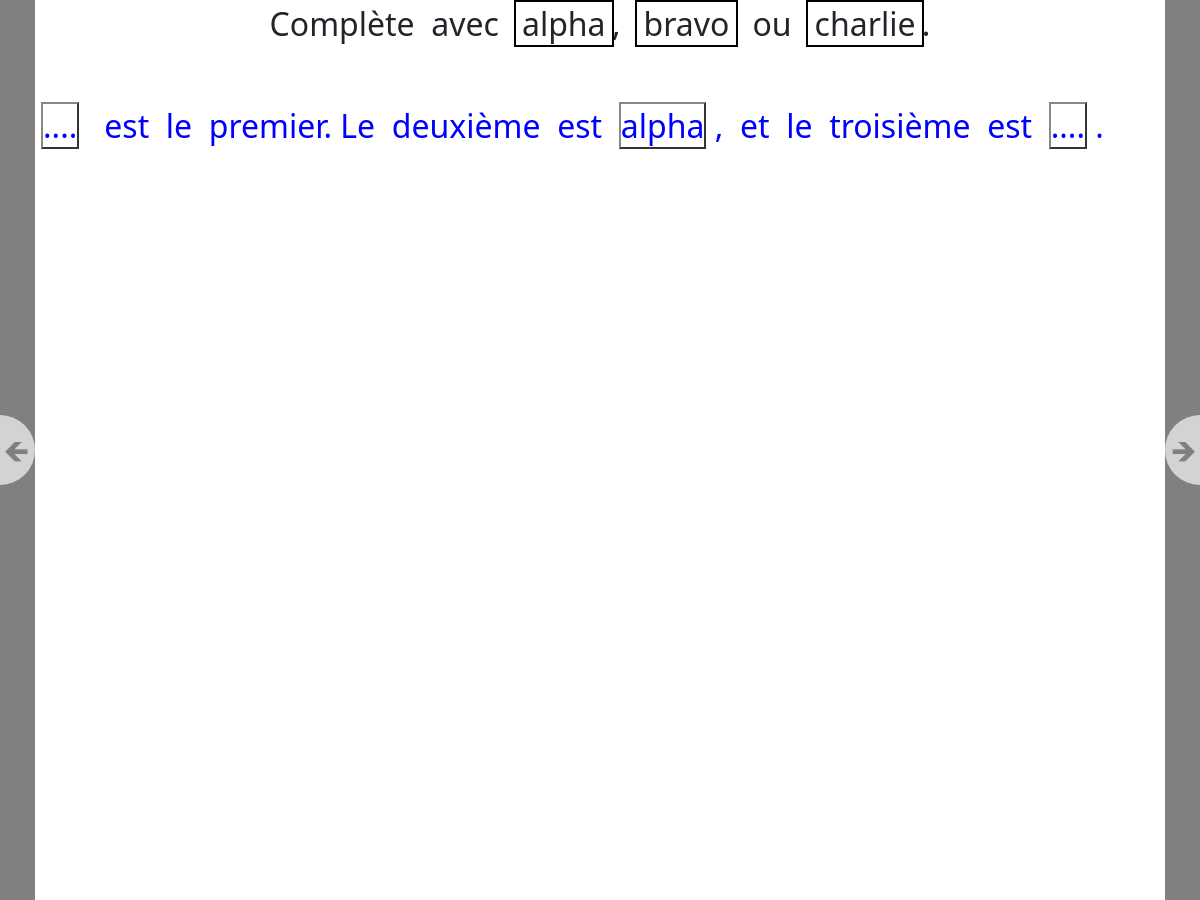 Complète avec alpha, bravo ou charlie.
.... est le premier. Le deuxième est alpha , et le troisième est .... .